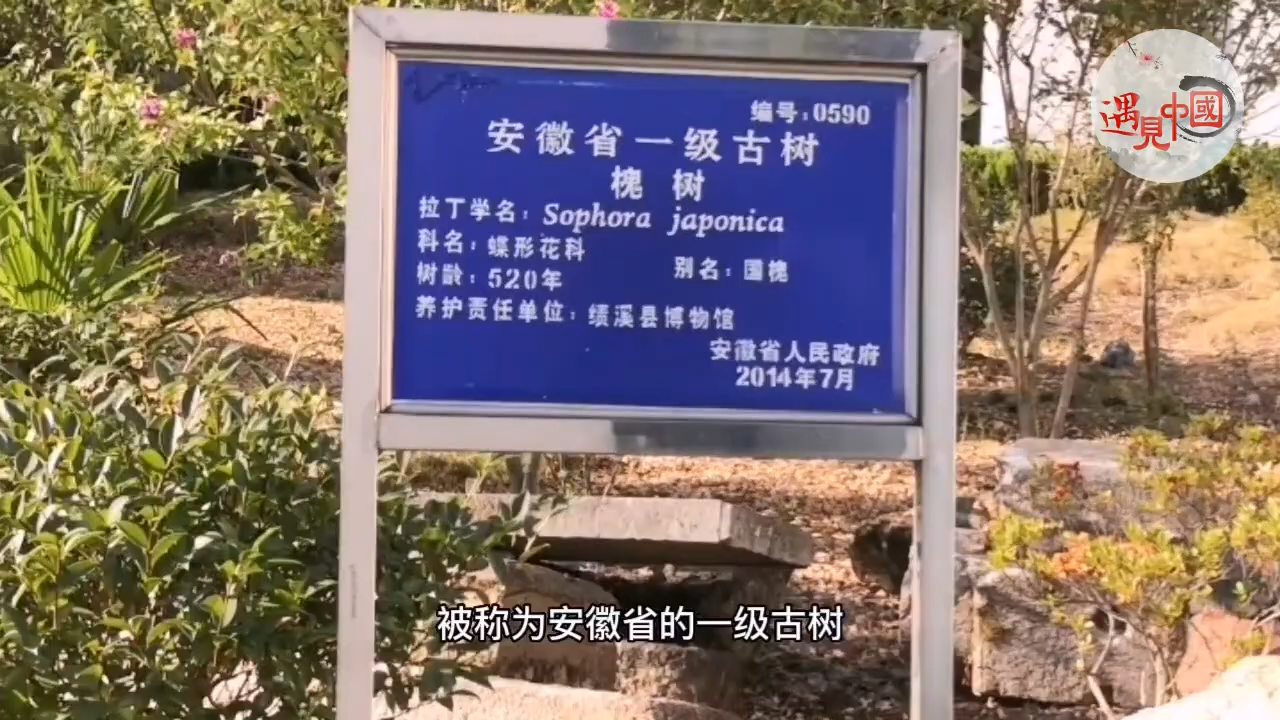 遇見中國
编号:0590
安徽省一级古树
槐树
拉丁学名: Sophora japonica
科名: 蝶形花科
别名: 国槐
树龄: 520年
养护责任单位: 绩溪县博物馆
安徽省人民政府
2014年7月
被称为安徽省的一级古树